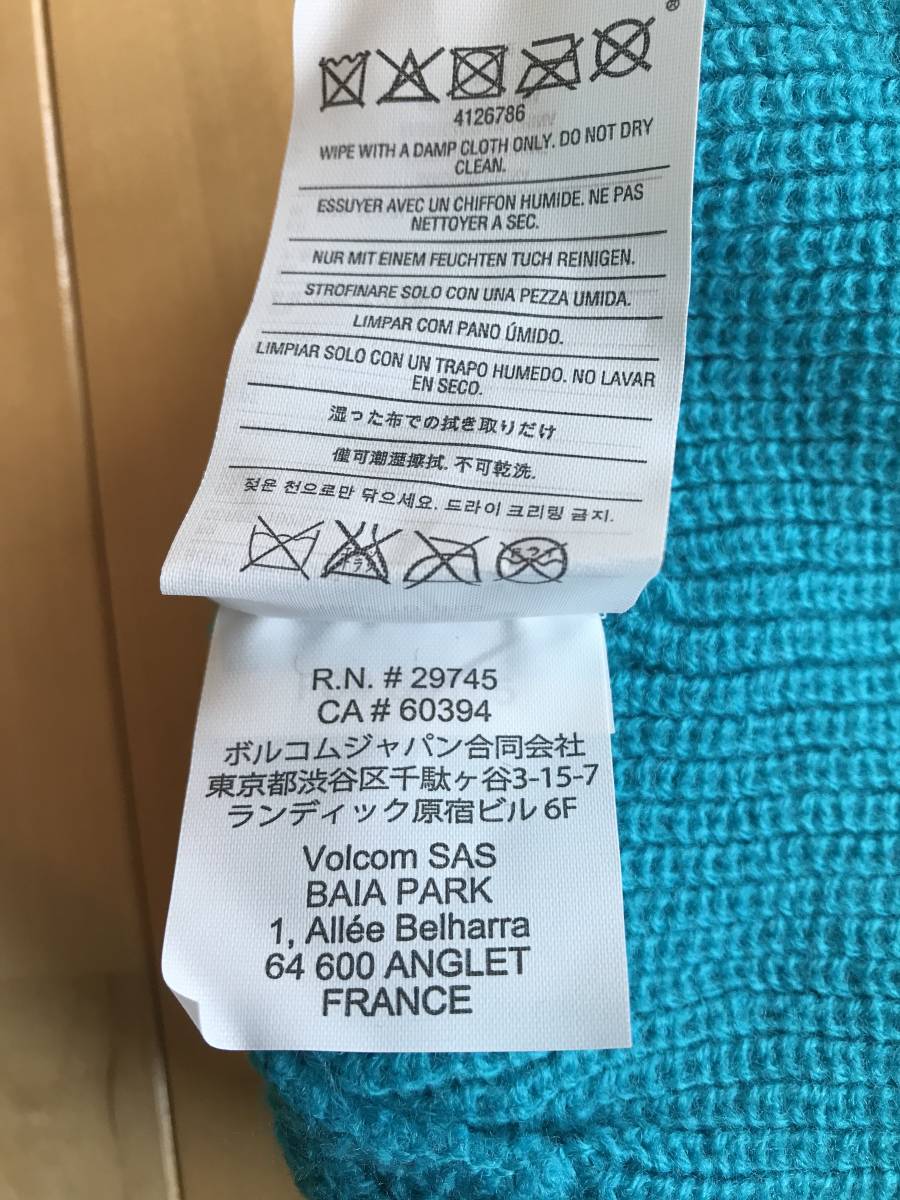 ®
4126786
WIPE WITH A DAMP CLOTH ONLY. DO NOT DRY
CLEAN.
ESSUYER AVEC UN CHIFFON HUMIDE. NE PAS
NETTOYER A SEC.
NUR MIT EINEM FEUCHTEN TUCH REINIGEN.
STROFINARE SOLO CON UNA PEZZA UMIDA.
LIMPAR COM PANO ÚMIDO.
LIMPIAR SOLO CON UN TRAPO HUMEDO. NO LAVAR
EN SECO.
湿った布での拭き取りだけ
僅可潮溼擦拭. 不可乾洗.
젖은 천으로만 닦으세요. 드라이 크리팅 금지.
R.N. # 29745
CA # 60394
ボルコムジャパン合同会社
東京都渋谷区千駄ヶ谷3-15-7
ランディック原宿ビル 6F
Volcom SAS
BAIA PARK
1, Allée Belharra
64 600 ANGLET
FRANCE